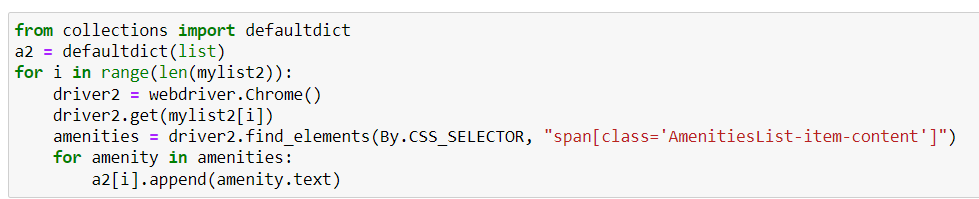 from collections import defaultdict
a2 = defaultdict(list)
for i in range(len(mylist2)):
    driver2 = webdriver.Chrome()
    driver2.get(mylist2[i])
    amenities = driver2.find_elements(By.CSS_SELECTOR, "span[class='AmenitiesList-item-content']")
    for amenity in amenities:
        a2[i].append(amenity.text)